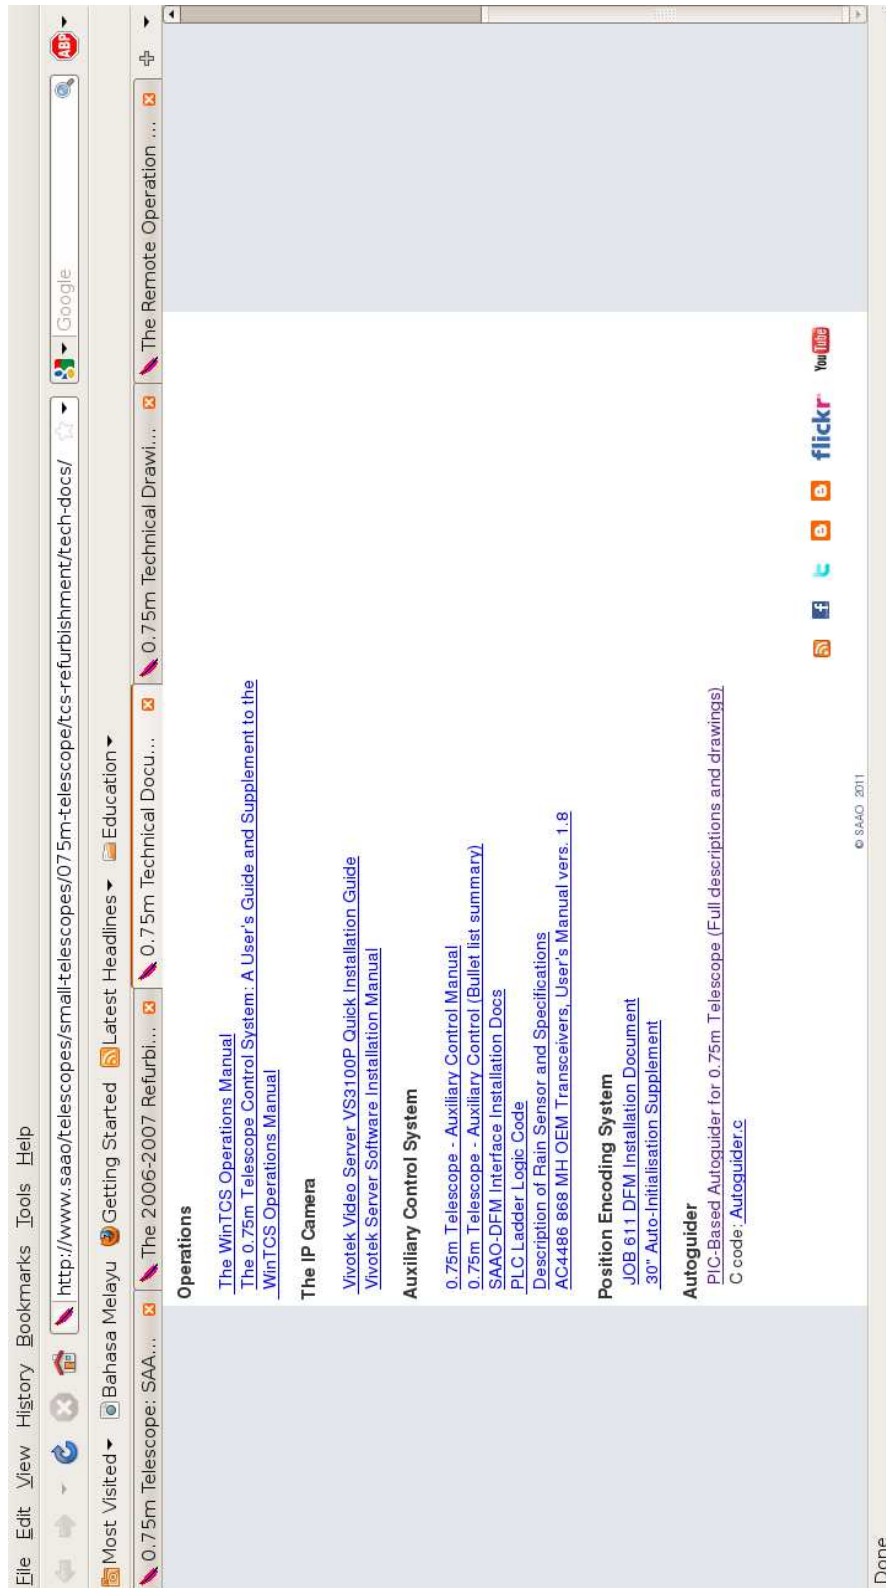 File Edit View History Bookmarks Tools Help
http://www.saao/telescopes/small-telescopes/075m-telescope/tcs-refurbishment/tech-docs/
Google
ABP
Most Visited Bahasa Melayu Getting Started Latest Headlines Education
0.75m Telescope: SAA... The 2006-2007 Refurbi... 0.75m Technical Docu... 0.75m Technical Drawi... The Remote Operation ...
Operations
The WinTCS Operations Manual
The 0.75m Telescope Control System: A User's Guide and Supplement to the
WinTCS Operations Manual
The IP Camera
Vivotek Video Server VS3100P Quick Installation Guide
Vivotek Server Software Installation Manual
Auxiliary Control System
0.75m Telescope - Auxiliary Control Manual
0.75m Telescope - Auxiliary Control (Bullet list summary)
SAAO-DFM Interface Installation Docs
PLC Ladder Logic Code
Description of Rain Sensor and Specifications
AC4486 868 MH OEM Transceivers, User's Manual vers. 1.8
Position Encoding System
JOB 611 DFM Installation Document
30" Auto-Initialisation Supplement
Autoguider
PIC-Based Autoguider for 0.75m Telescope (Full descriptions and drawings)
C code: Autoguider.c
flickr YouTube
© SAAO 2011
Done